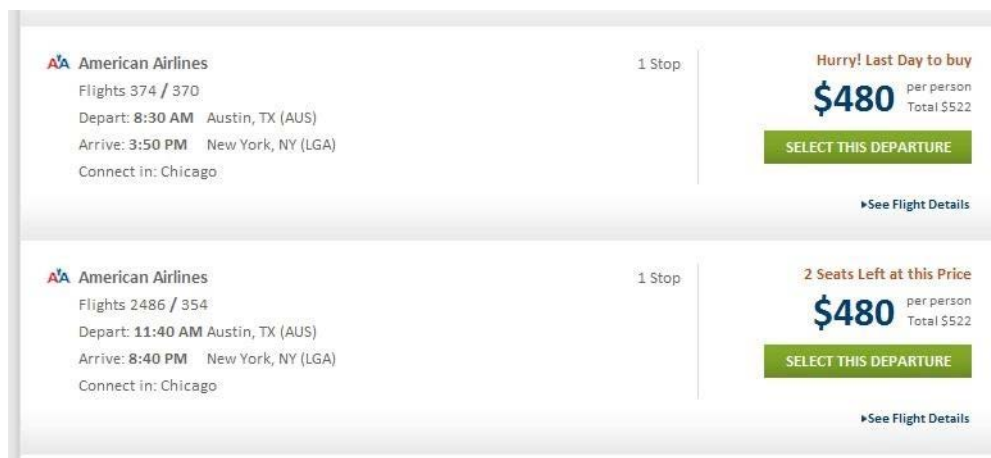 AA American Airlines 1 Stop Hurry! Last Day to buy
Flights 374 / 370 $480 per person
Total $522
Depart: 8:30 AM Austin, TX (AUS)
Arrive: 3:50 PM New York, NY (LGA) SELECT THIS DEPARTURE
Connect in: Chicago
▸See Flight Details
AA American Airlines 1 Stop 2 Seats Left at this Price
Flights 2486 / 354 $480 per person
Total $522
Depart: 11:40 AM Austin, TX (AUS)
Arrive: 8:40 PM New York, NY (LGA) SELECT THIS DEPARTURE
Connect in: Chicago
▸See Flight Details